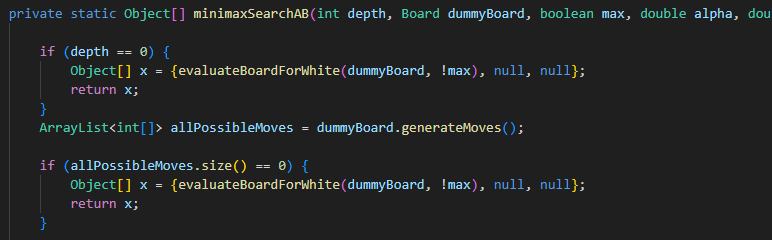 private static Object[] minimaxSearchAB(int depth, Board dummyBoard, boolean max, double alpha, dou
if (depth == 0) {
Object[] x = {evaluateBoardForWhite(dummyBoard, !max), null, null};
return x;
}
ArrayList<int[]> allPossibleMoves = dummyBoard.generateMoves();
if (allPossibleMoves.size() == 0) {
Object[] x = {evaluateBoardForWhite(dummyBoard, !max), null, null};
return x;
}